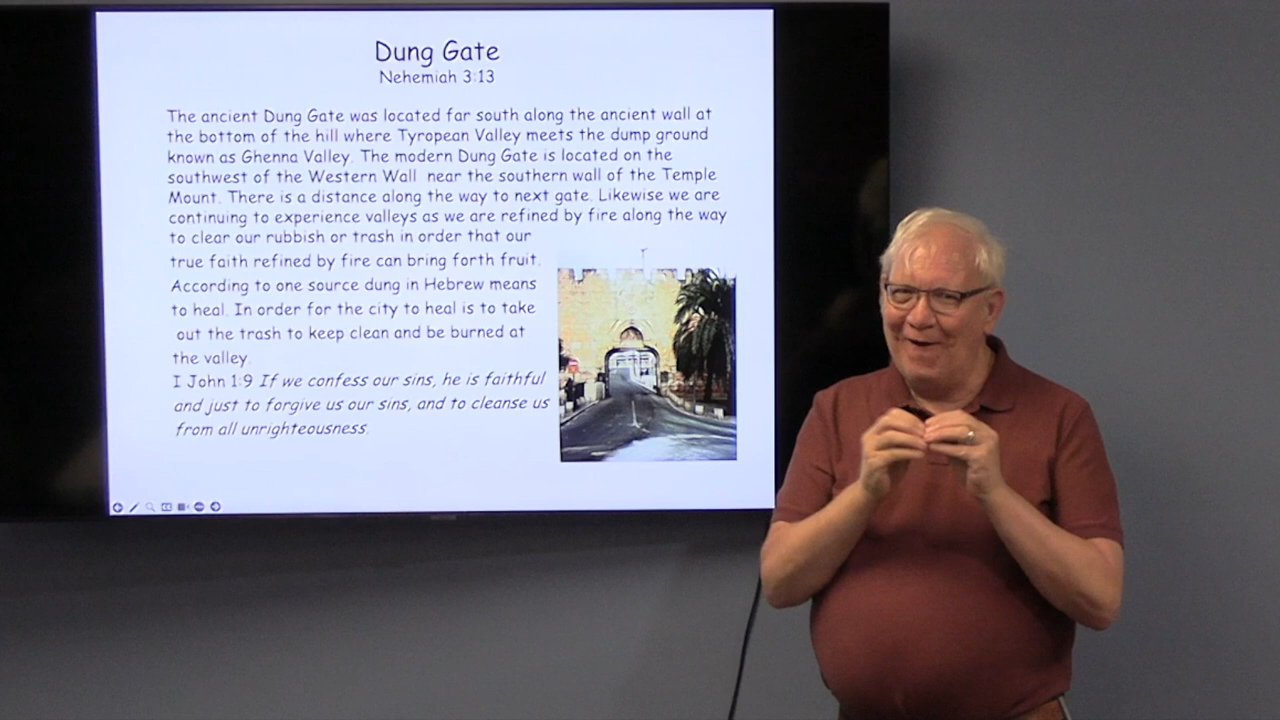 Dung Gate
Nehemiah 3:13
The ancient Dung Gate was located far south along the ancient wall at
the bottom of the hill where Tyropean Valley meets the dump ground
known as Ghenna Valley. The modern Dung Gate is located on the
southwest of the Western Wall near the southern wall of the Temple
Mount. There is a distance along the way to next gate. Likewise we are
continuing to experience valleys as we are refined by fire along the way
to clear our rubbish or trash in order that our
true faith refined by fire can bring forth fruit.
According to one source dung in Hebrew means
to heal. In order for the city to heal is to take
out the trash to keep clean and be burned at
the valley.
I John 1:9 If we confess our sins, he is faithful
and just to forgive us our sins, and to cleanse us
from all unrighteousness.